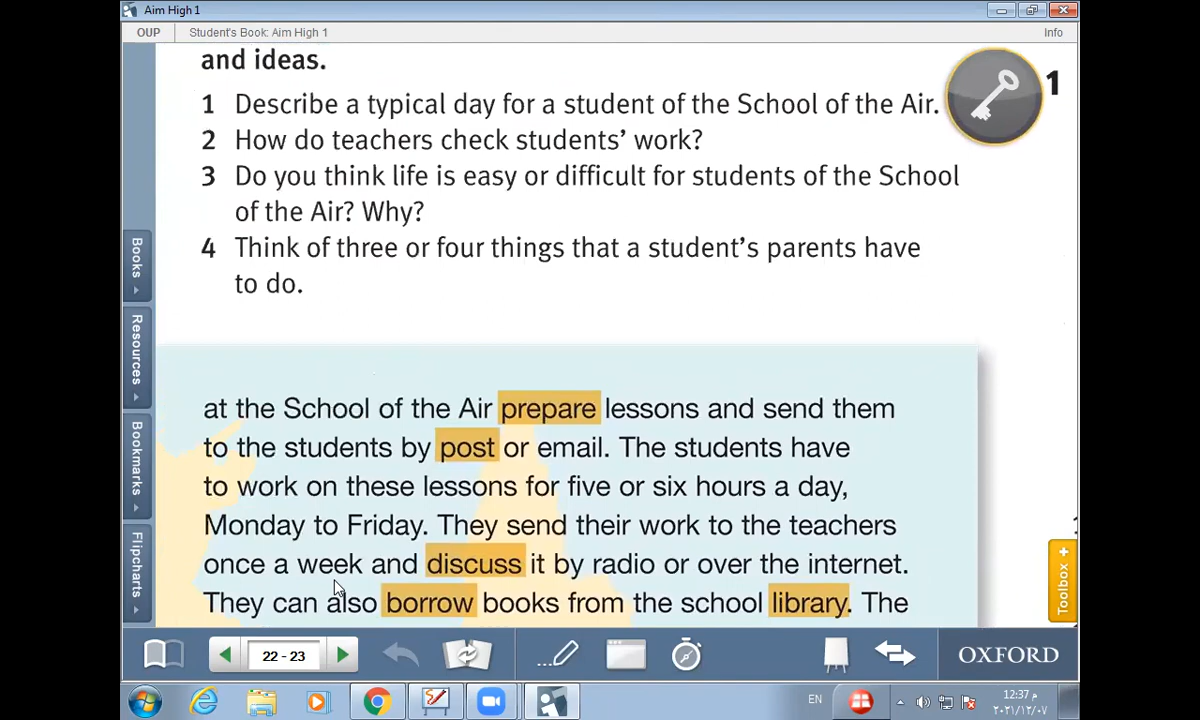 Aim High 1
OUP
Student's Book: Aim High 1
Info
and ideas.
1 Describe a typical day for a student of the School of the Air.
2 How do teachers check students' work?
3 Do you think life is easy or difficult for students of the School
of the Air? Why?
4 Think of three or four things that a student's parents have
to do.
1
at the School of the Air prepare lessons and send them
to the students by post or email. The students have
to work on these lessons for five or six hours a day,
Monday to Friday. They send their work to the teachers
once a week and discuss it by radio or over the internet.
They can also borrow books from the school library. The
Books
Resources
Bookmarks
Flipcharts
Toolbox +
22 - 23
OXFORD
EN
12:37 م
٢٠٢١/١٢/٠٧